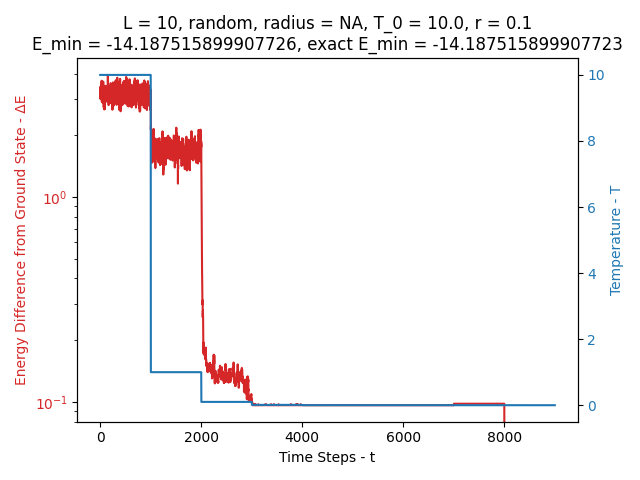 L = 10, random, radius = NA, T_0 = 10.0, r = 0.1
E_min = -14.187515899907726, exact E_min = -14.187515899907723
Energy Difference from Ground State - ΔE
10⁰
10⁻¹
10
8
6
4
2
0
Temperature - T
0
2000
4000
6000
8000
Time Steps - t